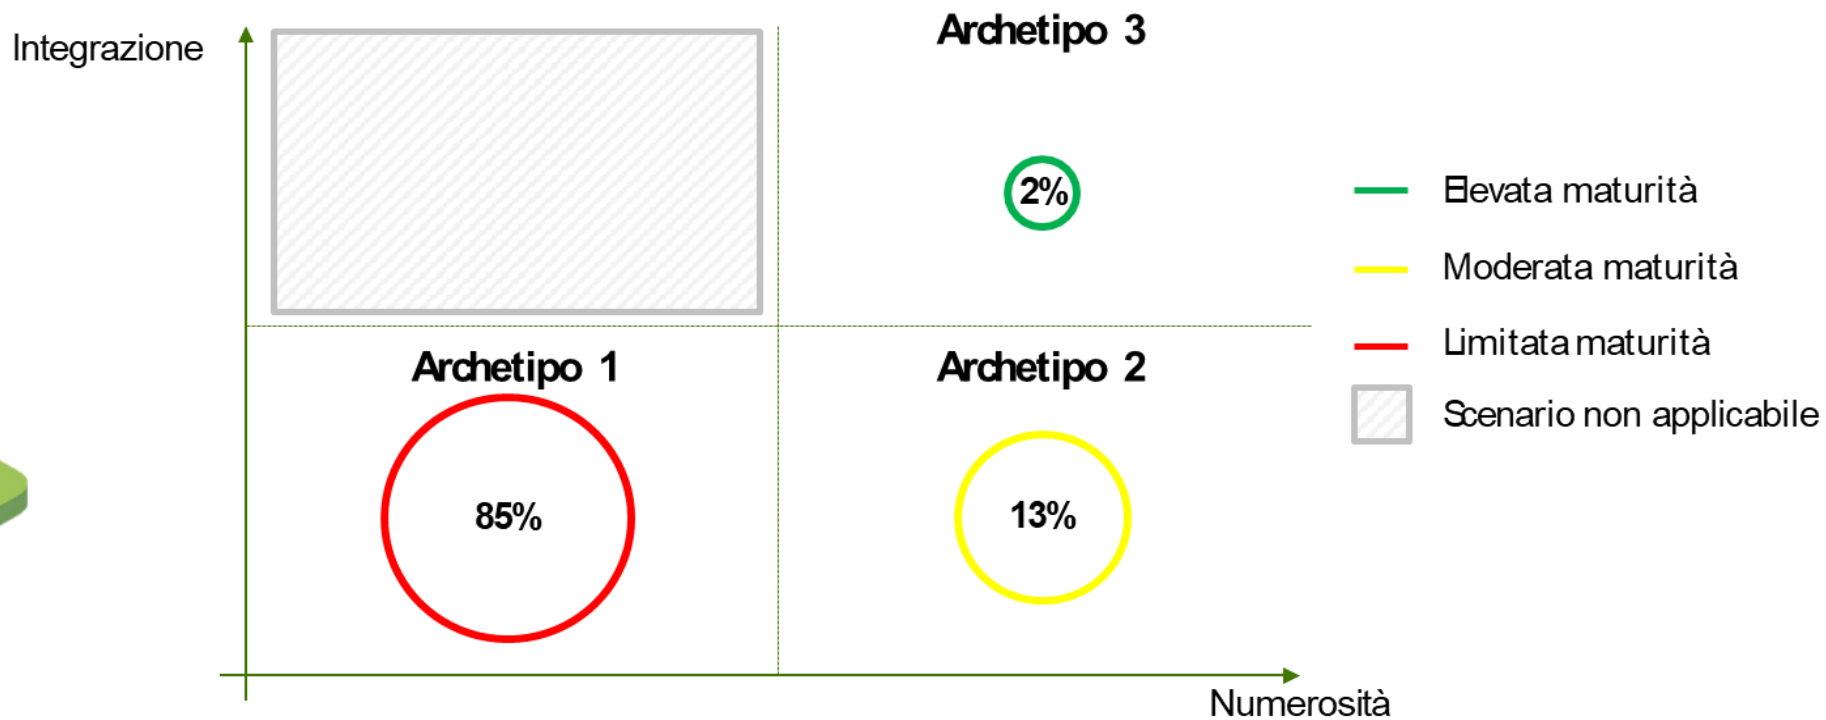 Integrazione
Archetipo 3
2%
Elevata maturità
Moderata maturità
Limitata maturità
Scenario non applicabile
Archetipo 1
Archetipo 2
85%
13%
Numerosità